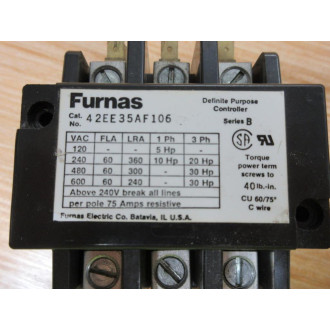 Furnas
Definite Purpose
Controller
Cat.
No. 42EE35AF106
Series B
VAC FLA LRA 1 Ph 3 Ph
120 - - 5 Hp -
240 60 360 10 Hp 20 Hp
480 60 300 - 30 Hp
600 60 240 - 30 Hp
Above 240V break all lines
per pole 75 Amps resistive
Furnas Electric Co. Batavia, IL U.S.A.
SA
Torque
power term
screws to
40 lb.-in.
CU 60/75°
C wire